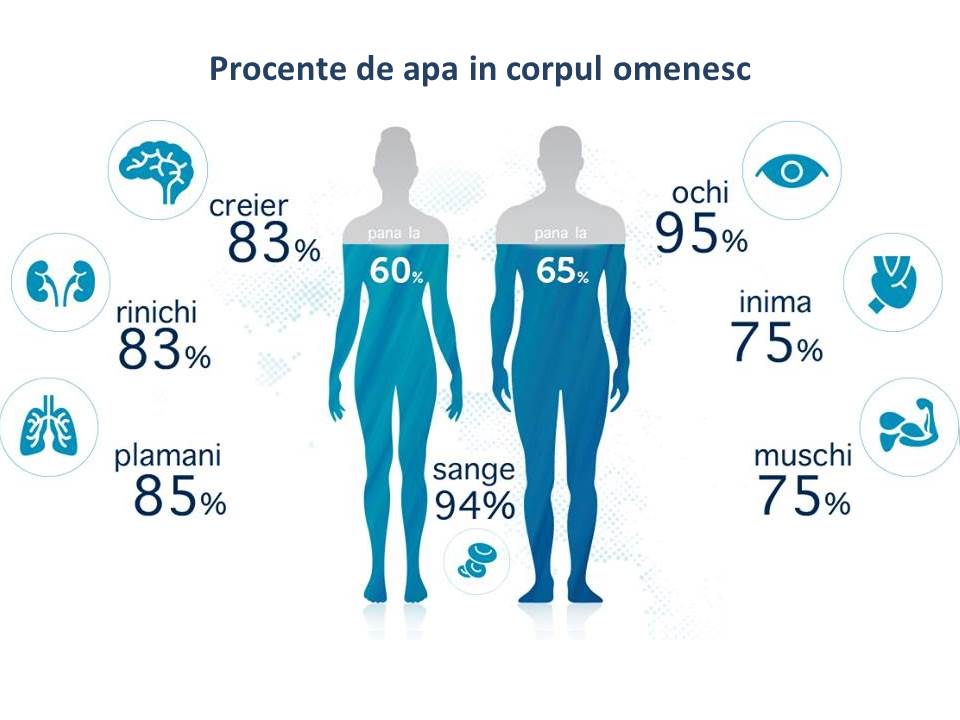 Procente de apa in corpul omenesc
creier
83%
rinichi
83%
plamani
85%
pana la
60%
pana la
65%
sange
94%
ochi
95%
inima
75%
muschi
75%